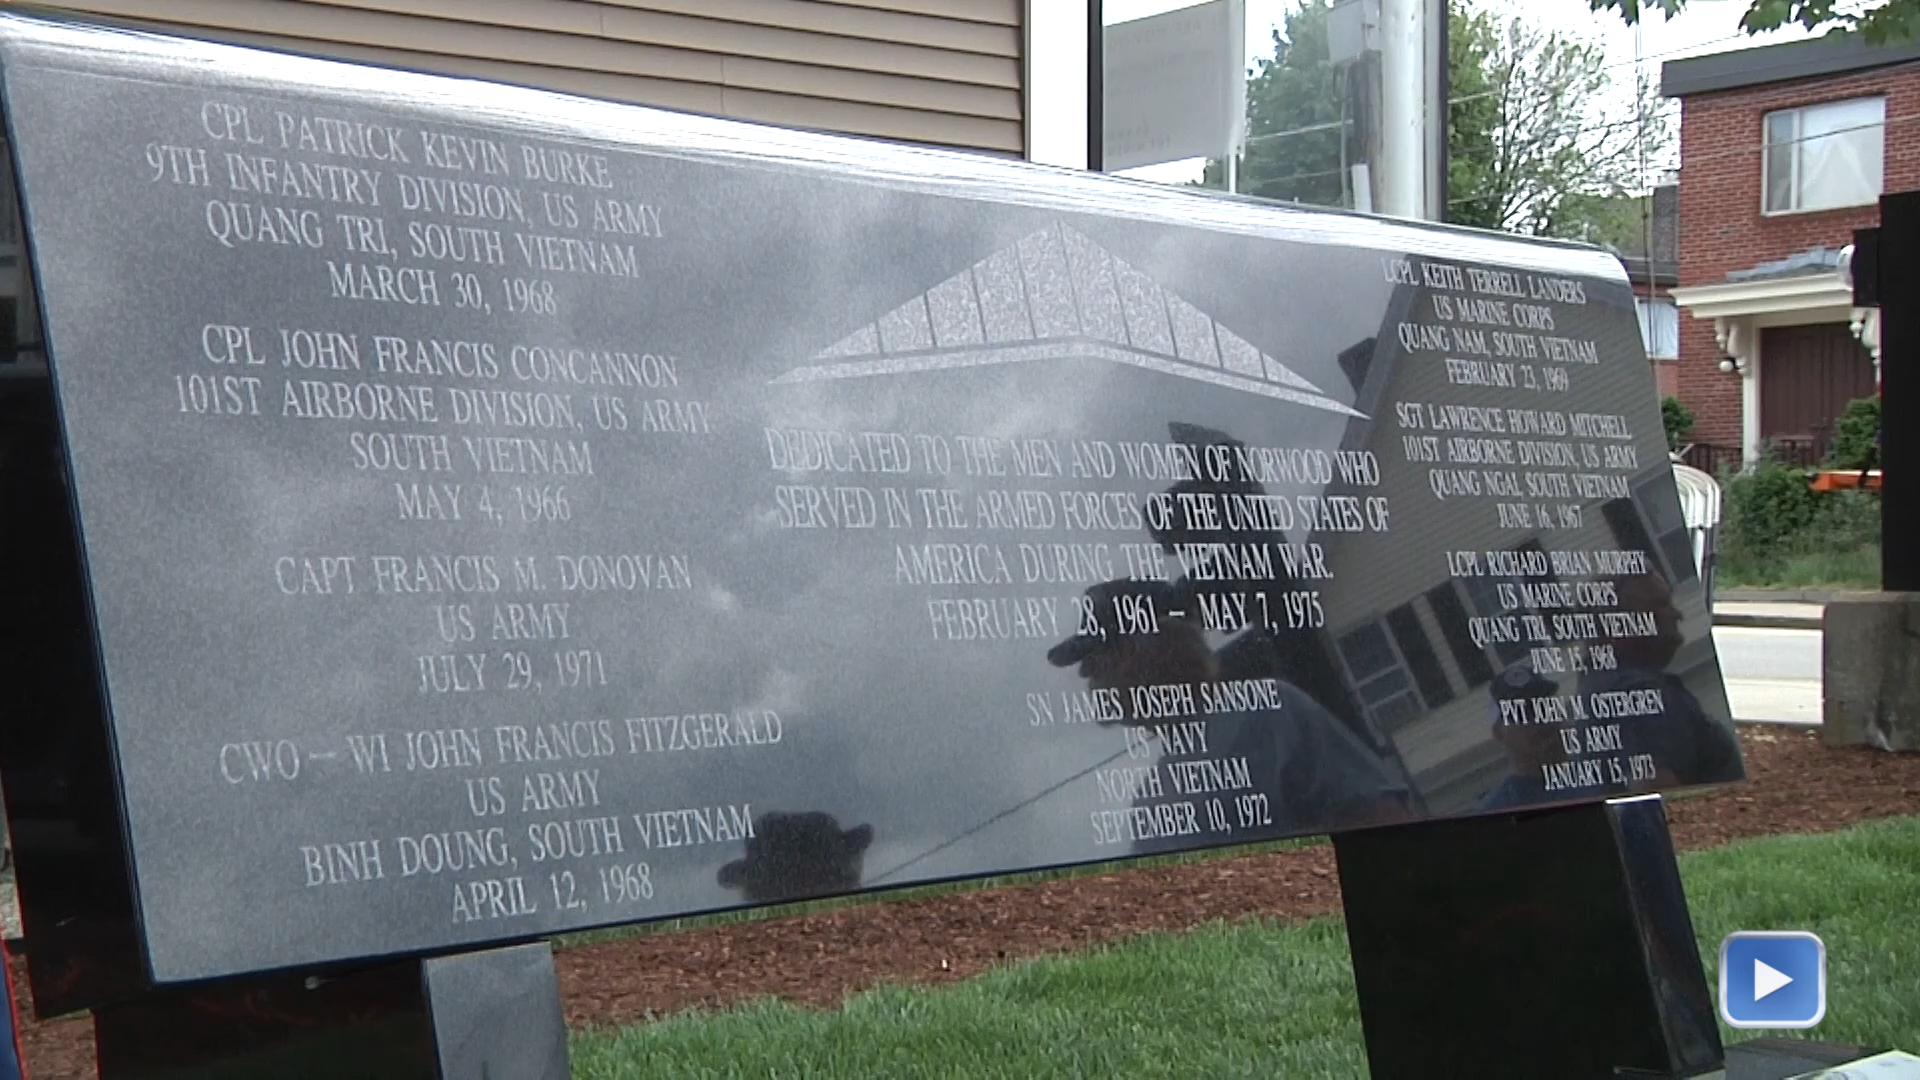 CPL PATRICK KEVIN BURKE
9TH INFANTRY DIVISION, US ARMY
QUANG TRI, SOUTH VIETNAM
MARCH 30, 1968
CPL JOHN FRANCIS CONCANNON
101ST AIRBORNE DIVISION, US ARMY
SOUTH VIETNAM
MAY 4, 1966
CAPT FRANCIS M. DONOVAN
US ARMY
JULY 29, 1971
CWO – WI JOHN FRANCIS FITZGERALD
US ARMY
BINH DOUNG, SOUTH VIETNAM
APRIL 12, 1968
DEDICATED TO THE MEN AND WOMEN OF NORWOOD WHO
SERVED IN THE ARMED FORCES OF THE UNITED STATES OF
AMERICA DURING THE VIETNAM WAR.
FEBRUARY 28, 1961 – MAY 7, 1975
SN JAMES JOSEPH SANSONE
US NAVY
NORTH VIETNAM
SEPTEMBER 10, 1972
LCPL KEITH TERRELL LANDERS
US MARINE CORPS
QUANG NAM, SOUTH VIETNAM
FEBRUARY 23, 1969
SGT LAWRENCE HOWARD MITCHELL
101ST AIRBORNE DIVISION, US ARMY
QUANG NGAI, SOUTH VIETNAM
JUNE 16, 1967
LCPL RICHARD BRIAN MURPHY
US MARINE CORPS
QUANG TRI, SOUTH VIETNAM
JUNE 15, 1968
PVT JOHN M. OSTERGREN
US ARMY
JANUARY 15, 1973